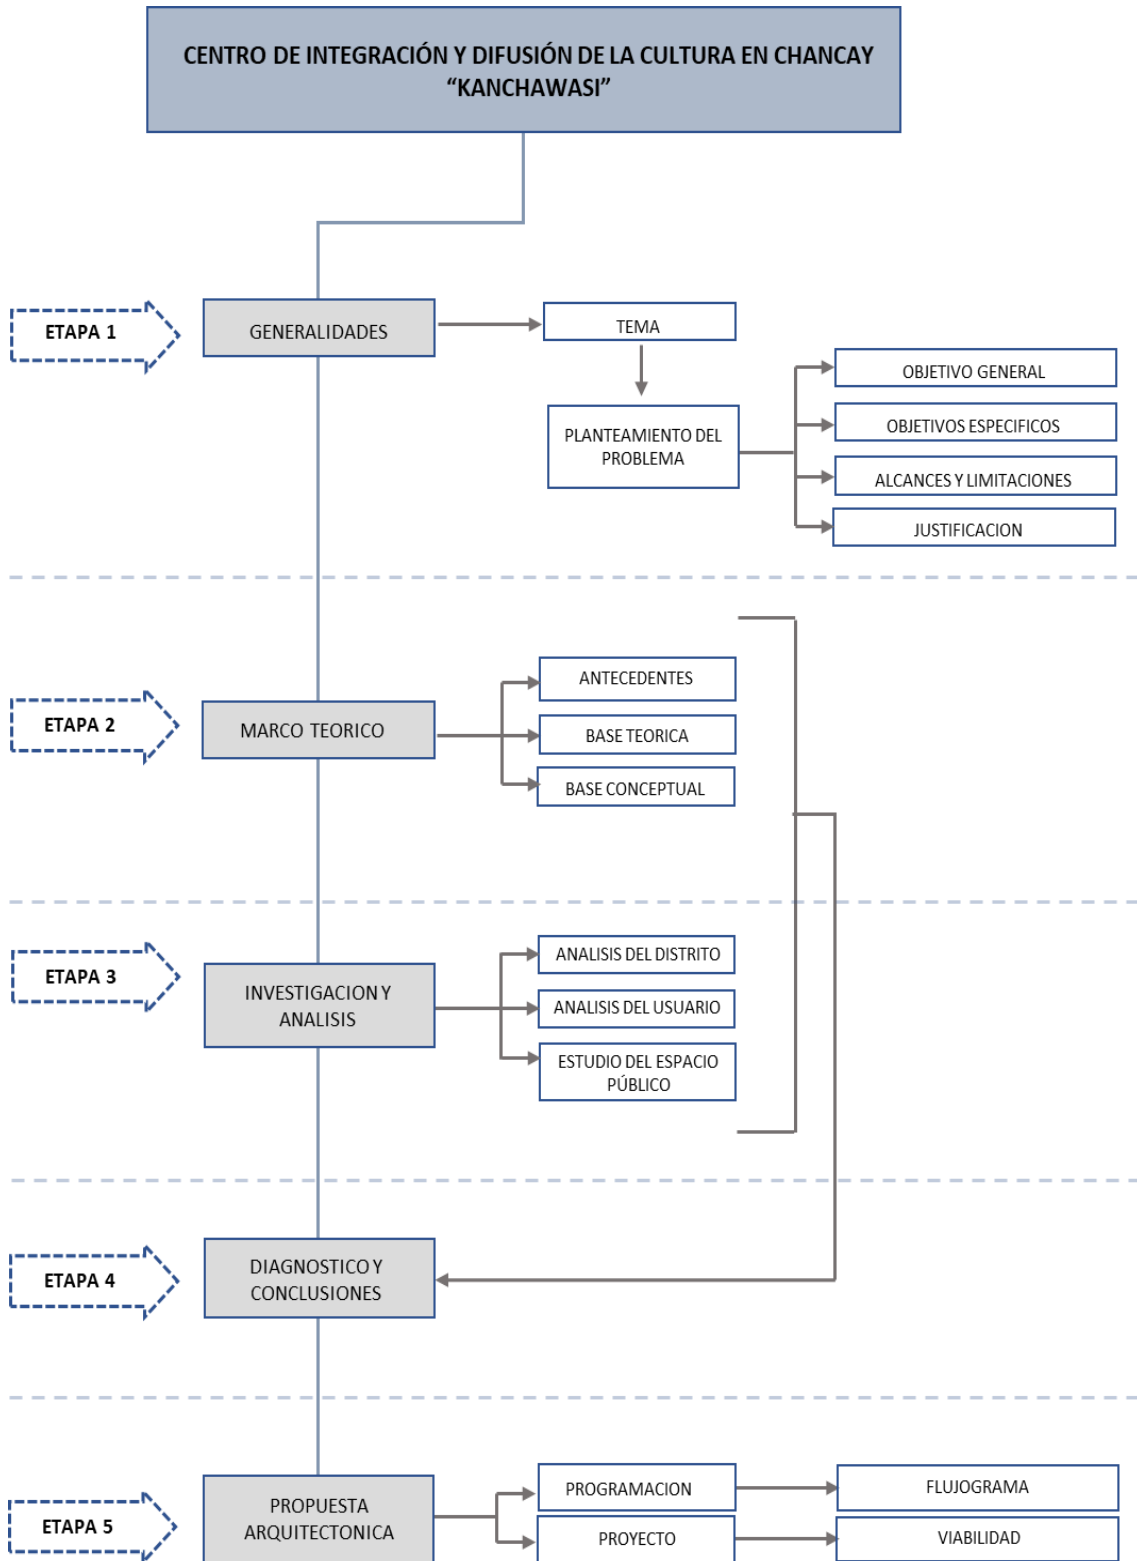 CENTRO DE INTEGRACIÓN Y DIFUSIÓN DE LA CULTURA EN CHANCAY
“KANCHAWASI”
ETAPA 1
GENERALIDADES
TEMA
PLANTEAMIENTO DEL
PROBLEMA
OBJETIVO GENERAL
OBJETIVOS ESPECIFICOS
ALCANCES Y LIMITACIONES
JUSTIFICACION
ETAPA 2
MARCO TEORICO
ANTECEDENTES
BASE TEORICA
BASE CONCEPTUAL
ETAPA 3
INVESTIGACION Y
ANALISIS
ANALISIS DEL DISTRITO
ANALISIS DEL USUARIO
ESTUDIO DEL ESPACIO
PÚBLICO
ETAPA 4
DIAGNOSTICO Y
CONCLUSIONES
ETAPA 5
PROPUESTA
ARQUITECTONICA
PROGRAMACION
FLUJOGRAMA
PROYECTO
VIABILIDAD